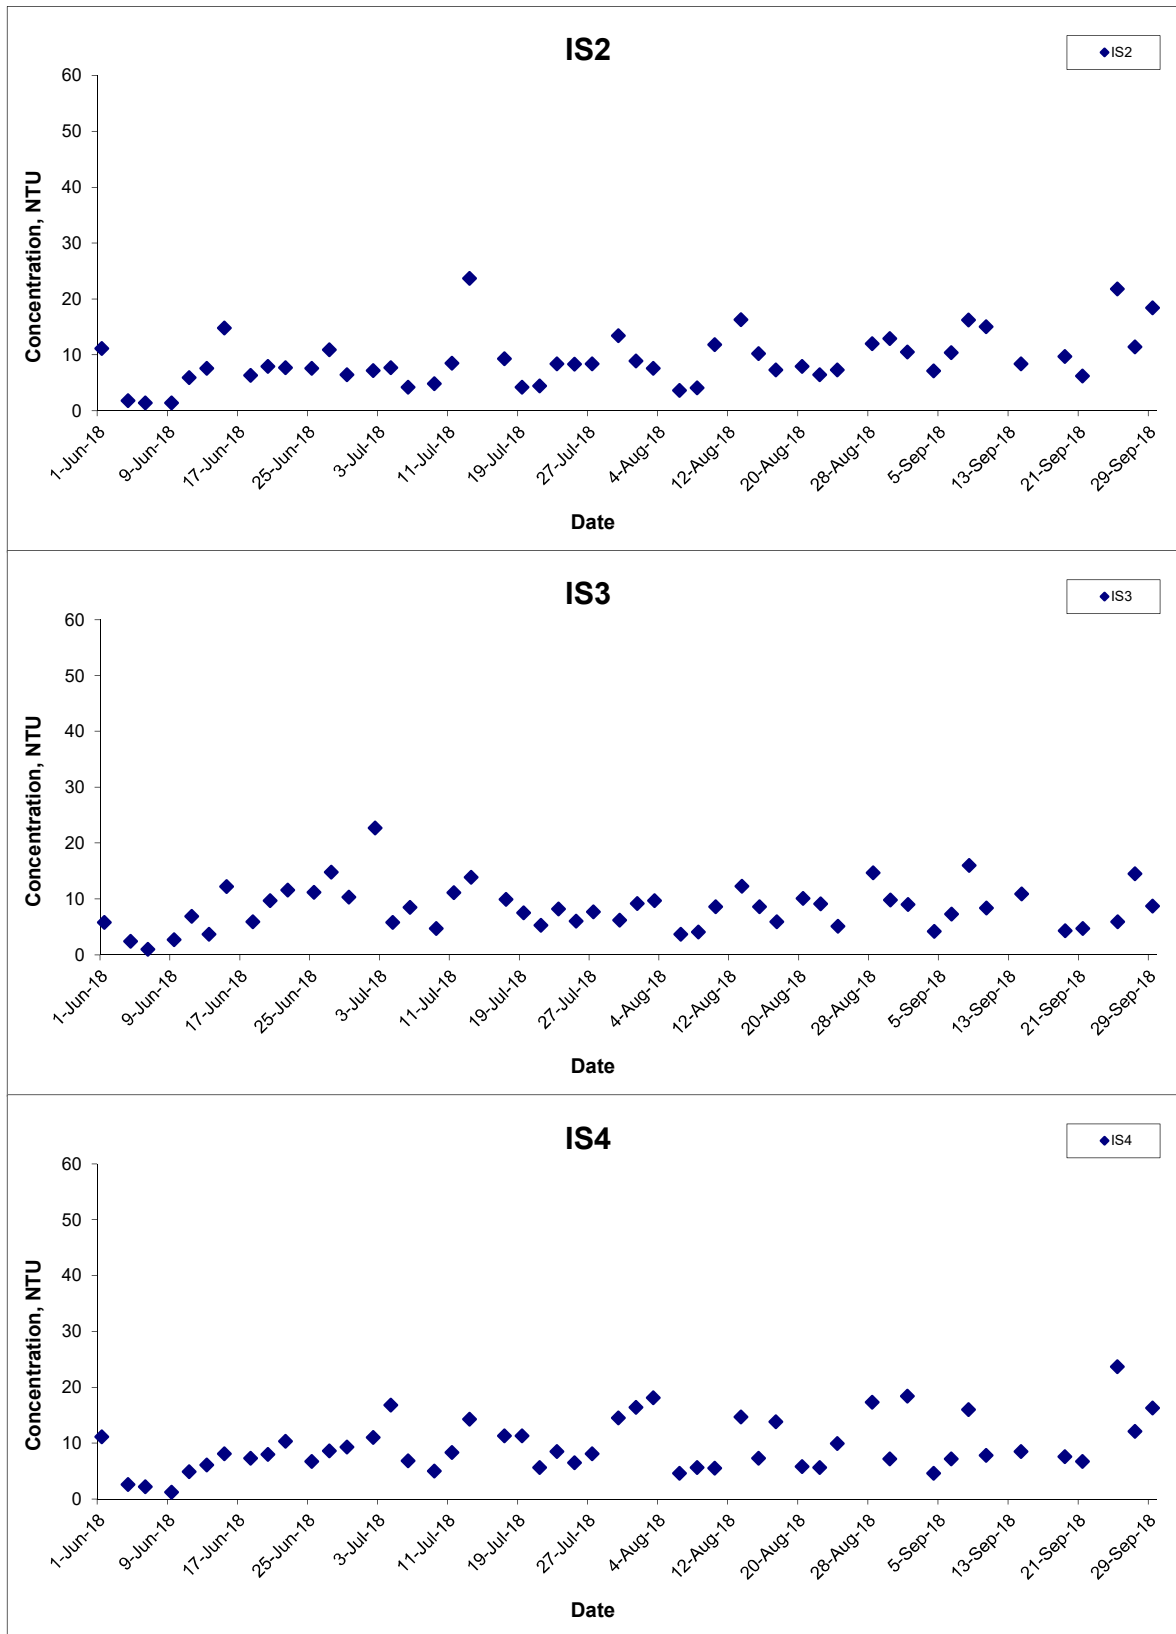 IS2
IS2
60
50
40
30
20
10
0
Concentration, NTU
1-Jun-18
9-Jun-18
17-Jun-18
25-Jun-18
3-Jul-18
11-Jul-18
19-Jul-18
27-Jul-18
4-Aug-18
12-Aug-18
20-Aug-18
28-Aug-18
5-Sep-18
13-Sep-18
21-Sep-18
29-Sep-18
Date
IS3
IS3
60
50
40
30
20
10
0
Concentration, NTU
1-Jun-18
9-Jun-18
17-Jun-18
25-Jun-18
3-Jul-18
11-Jul-18
19-Jul-18
27-Jul-18
4-Aug-18
12-Aug-18
20-Aug-18
28-Aug-18
5-Sep-18
13-Sep-18
21-Sep-18
29-Sep-18
Date
IS4
IS4
60
50
40
30
20
10
0
Concentration, NTU
1-Jun-18
9-Jun-18
17-Jun-18
25-Jun-18
3-Jul-18
11-Jul-18
19-Jul-18
27-Jul-18
4-Aug-18
12-Aug-18
20-Aug-18
28-Aug-18
5-Sep-18
13-Sep-18
21-Sep-18
29-Sep-18
Date